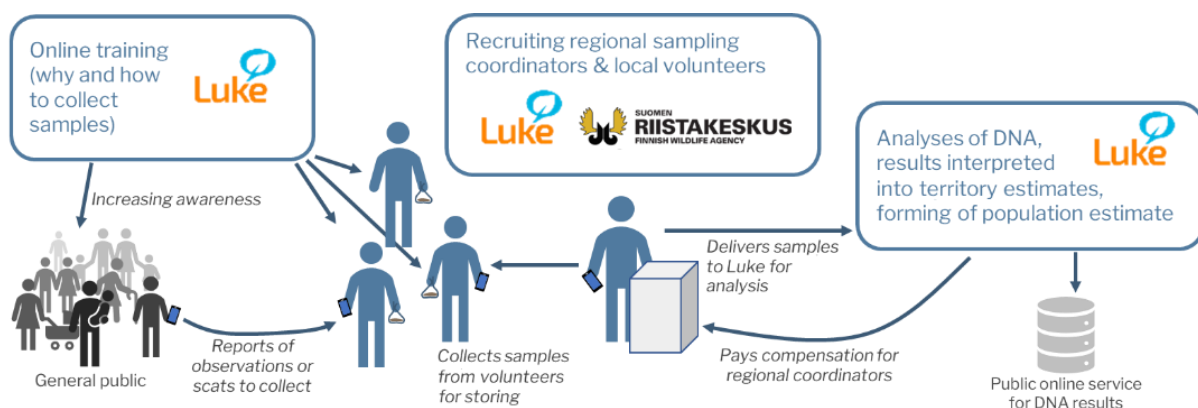 Online training
(why and how
to collect
samples)
Luke
Recruiting regional sampling
coordinators & local volunteers
Luke
SUOMEN
RIISTAKESKUS
FINNISH WILDLIFE AGENCY
Analyses of DNA,
results interpreted
into territory estimates,
forming of population estimate
Luke
Increasing awareness
General public
Reports of
observations or
scats to collect
Collects samples
from volunteers
for storing
Delivers samples
to Luke for
analysis
Pays compensation for
regional coordinators
Public online service
for DNA results